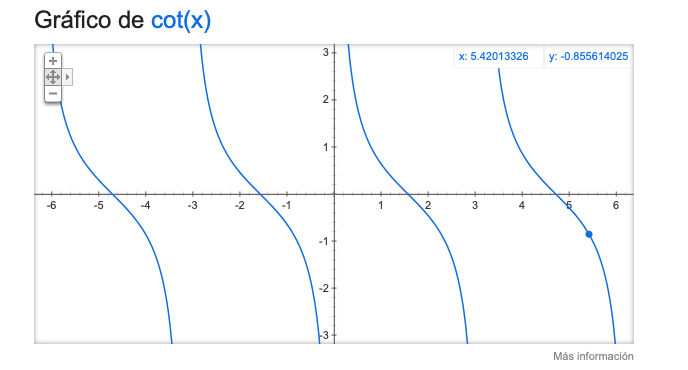 Gráfico de cot(x)
x: 5.42013326 y: -0.855614025
3
2
1
-6 -5 -4 -3 -2 -1 1 2 3 4 5 6
-1
-2
-3
Más información